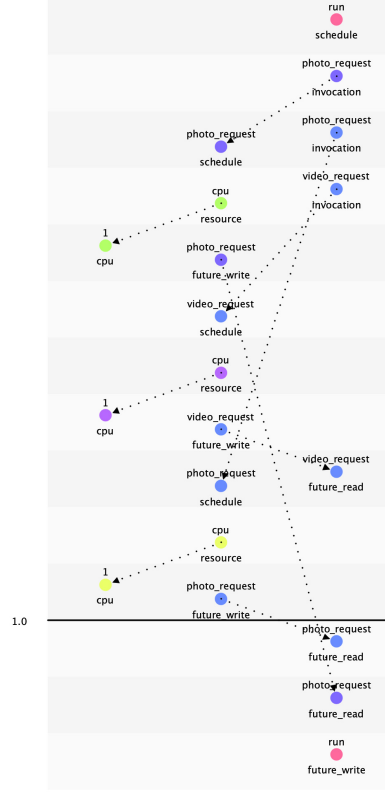 run
schedule
photo_request
invocation
photo_request
invocation
photo_request
schedule
video_request
invocation
cpu
resource
1
cpu
photo_request
future_write
video_request
schedule
cpu
resource
1
cpu
video_request
future_write
video_request
future_read
photo_request
schedule
cpu
resource
1
cpu
photo_request
future_write
1.0
photo_request
future_read
photo_request
future_read
run
future_write